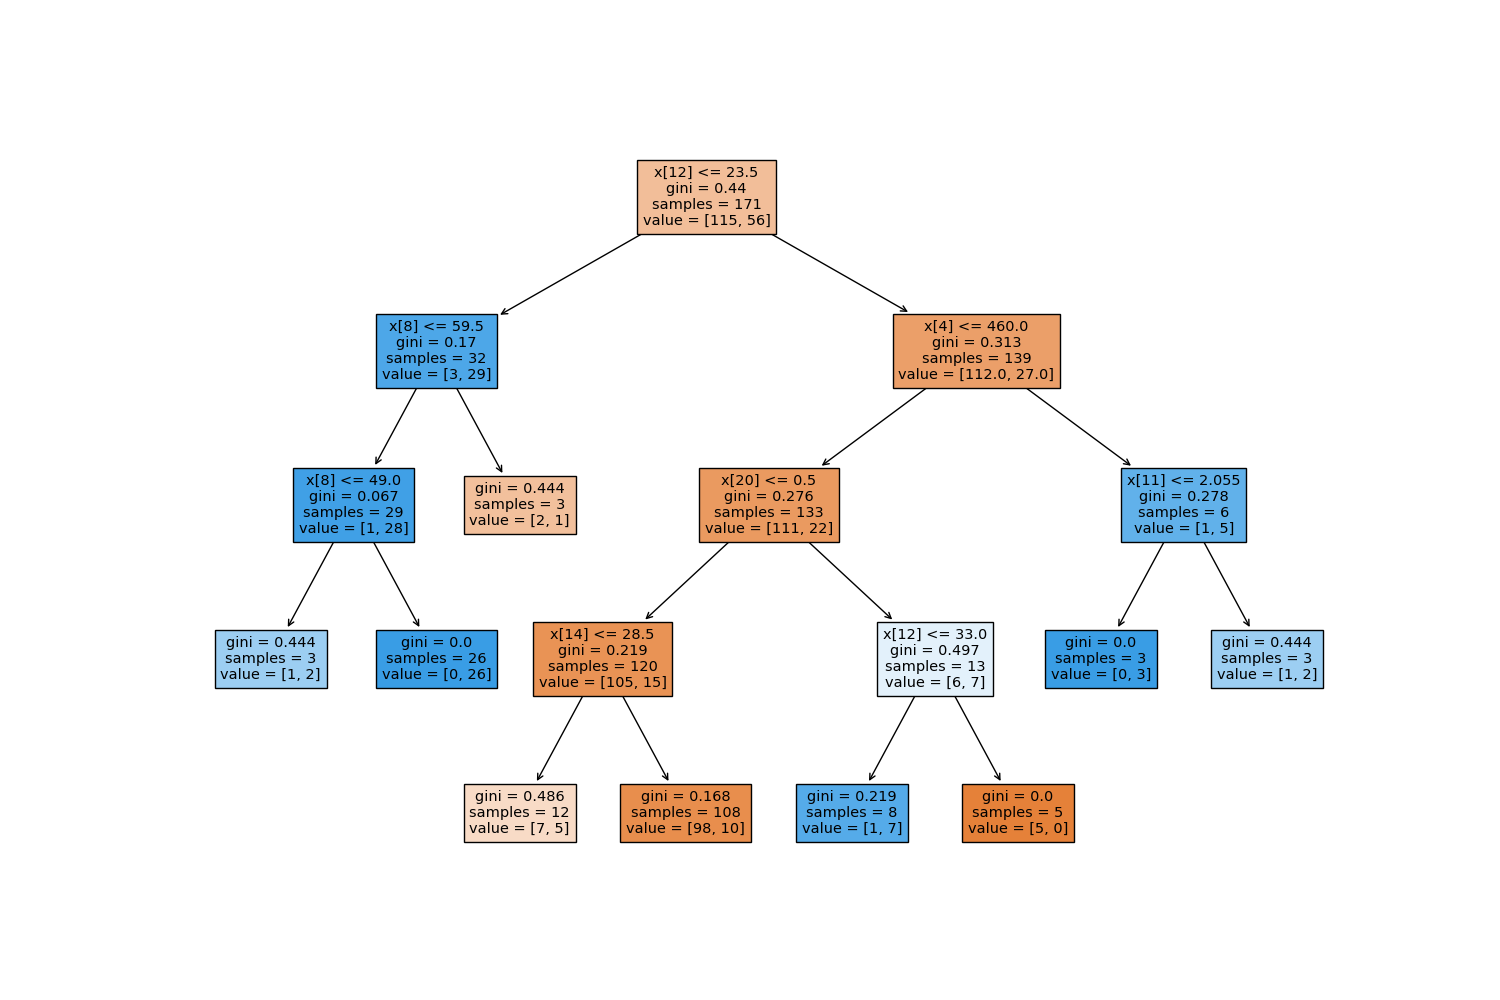 x[12] <= 23.5
gini = 0.44
samples = 171
value = [115, 56]
x[8] <= 59.5
gini = 0.17
samples = 32
value = [3, 29]
x[4] <= 460.0
gini = 0.313
samples = 139
value = [112.0, 27.0]
x[8] <= 49.0
gini = 0.067
samples = 29
value = [1, 28]
gini = 0.444
samples = 3
value = [2, 1]
x[20] <= 0.5
gini = 0.276
samples = 133
value = [111, 22]
x[11] <= 2.055
gini = 0.278
samples = 6
value = [1, 5]
gini = 0.444
samples = 3
value = [1, 2]
gini = 0.0
samples = 26
value = [0, 26]
x[14] <= 28.5
gini = 0.219
samples = 120
value = [105, 15]
x[12] <= 33.0
gini = 0.497
samples = 13
value = [6, 7]
gini = 0.0
samples = 3
value = [0, 3]
gini = 0.444
samples = 3
value = [1, 2]
gini = 0.486
samples = 12
value = [7, 5]
gini = 0.168
samples = 108
value = [98, 10]
gini = 0.219
samples = 8
value = [1, 7]
gini = 0.0
samples = 5
value = [5, 0]